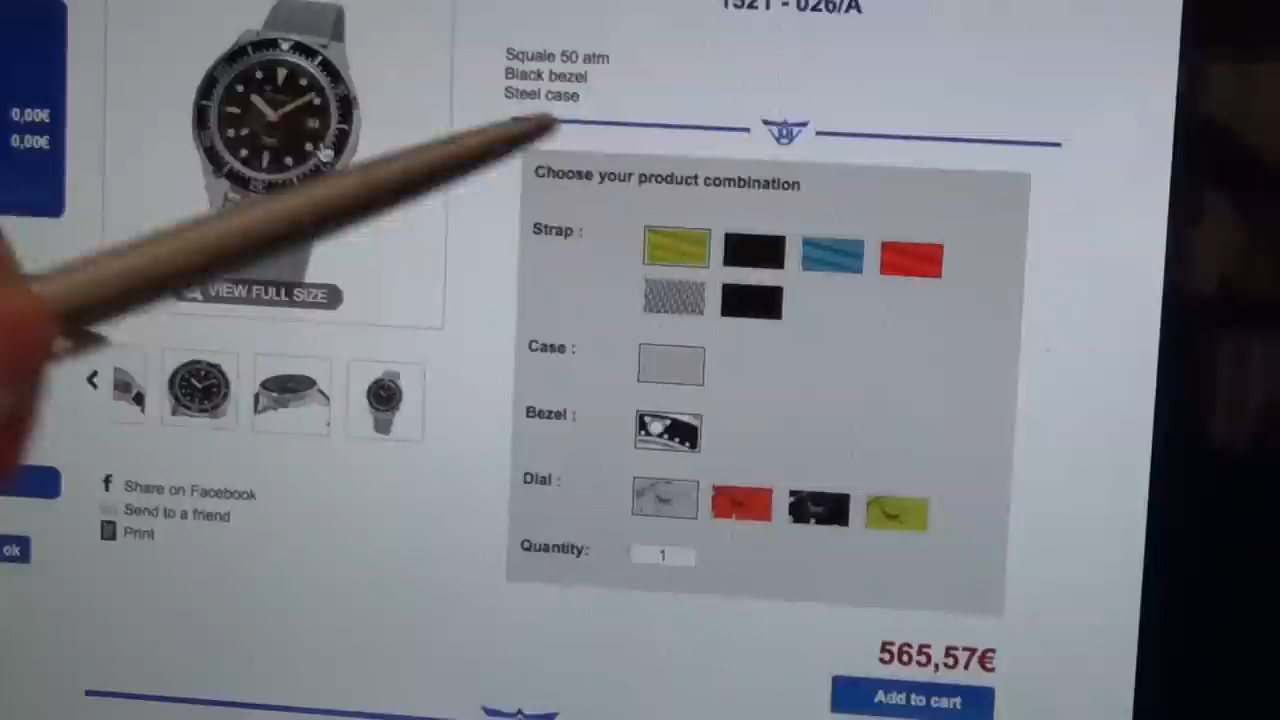 1521 - 026/A
Squale 50 atm
Black bezel
Steel case
0,00€
0,00€
Choose your product combination
Strap :
VIEW FULL SIZE
Case :
Bezel :
Dial :
Share on Facebook
Send to a friend
Print
ok
Quantity:
1
565,57€
Add to cart